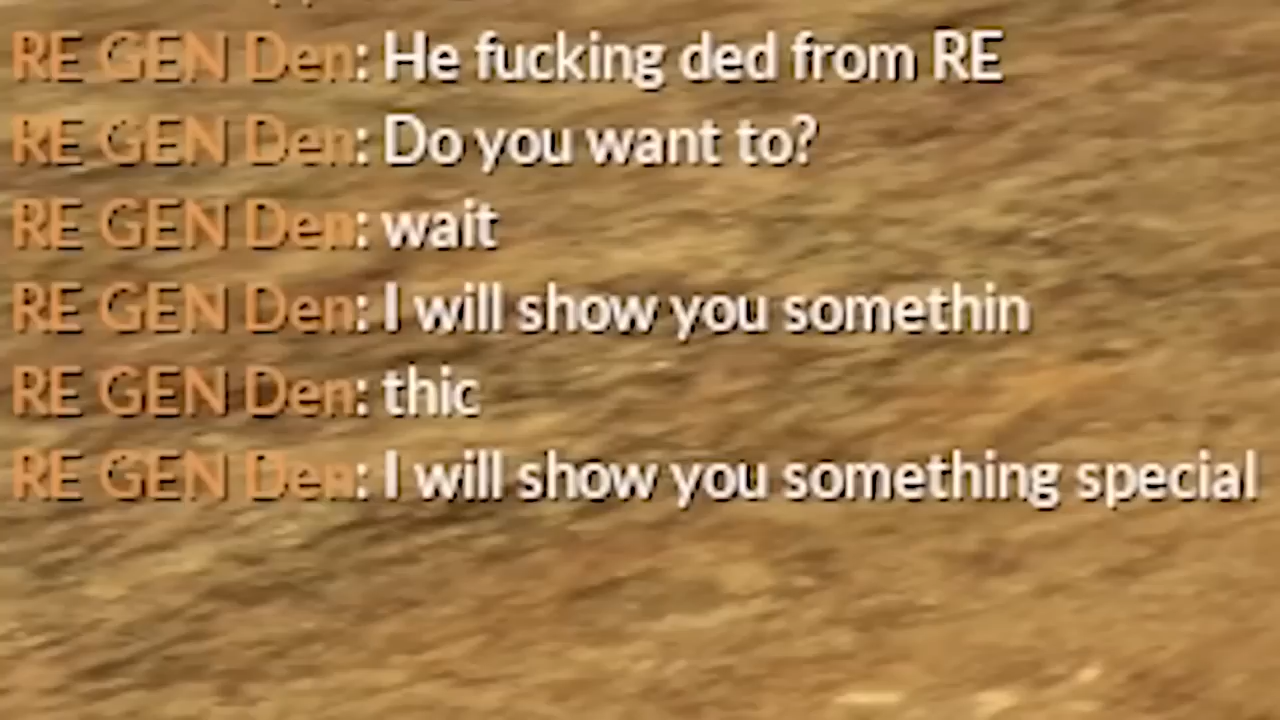 RE GEN Den: He fucking ded from RE
RE GEN Den: Do you want to?
RE GEN Den: wait
RE GEN Den: I will show you somethin
RE GEN Den: thic
RE GEN Den: I will show you something special